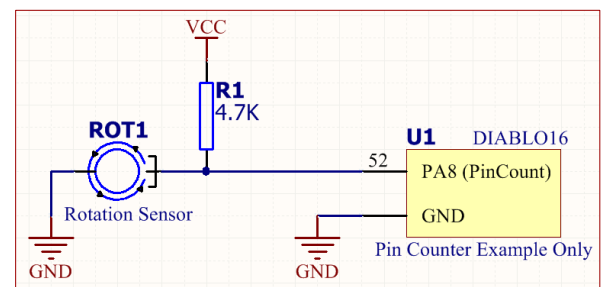 VCC
R1
4.7K
ROT1
U1 DIABLO16
52
PA8 (PinCount)
GND
Rotation Sensor
Pin Counter Example Only
GND
GND